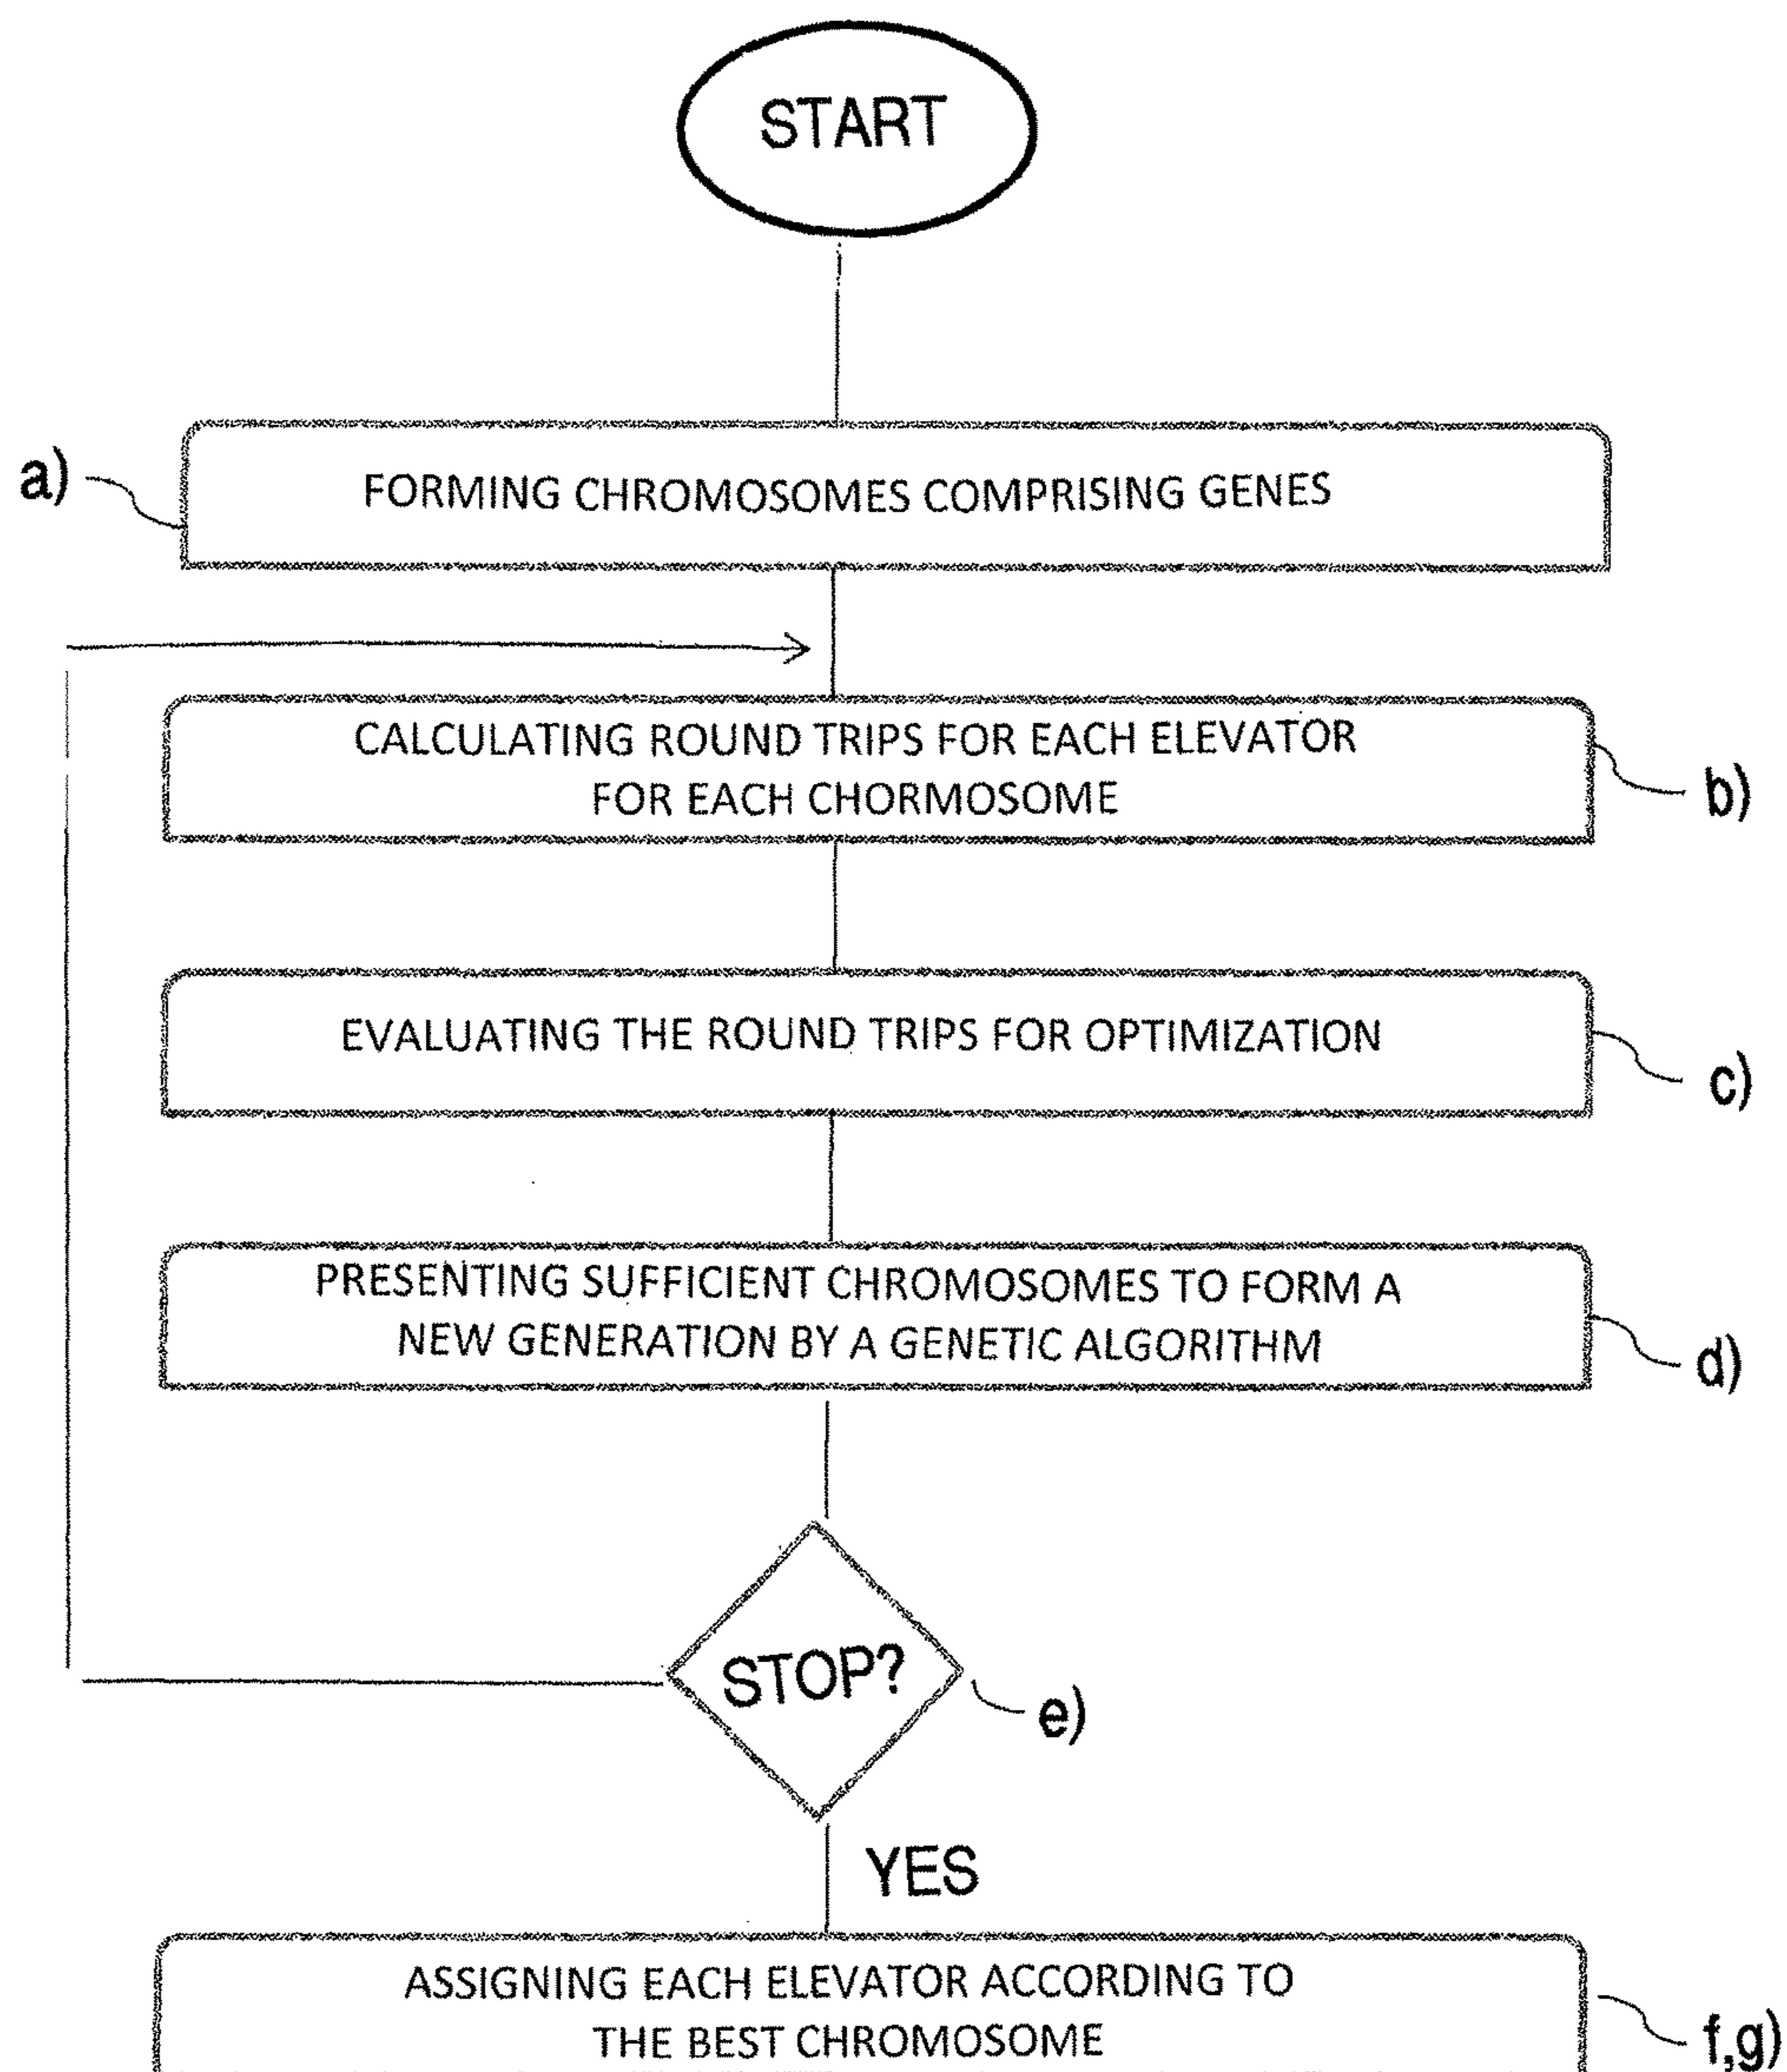 START
a)
FORMING CHROMOSOMES COMPRISING GENES
CALCULATING ROUND TRIPS FOR EACH ELEVATOR
FOR EACH CHORMOSOME
b)
EVALUATING THE ROUND TRIPS FOR OPTIMIZATION
c)
PRESENTING SUFFICIENT CHROMOSOMES TO FORM A
NEW GENERATION BY A GENETIC ALGORITHM
d)
STOP?
e)
YES
ASSIGNING EACH ELEVATOR ACCORDING TO
THE BEST CHROMOSOME
f,g)